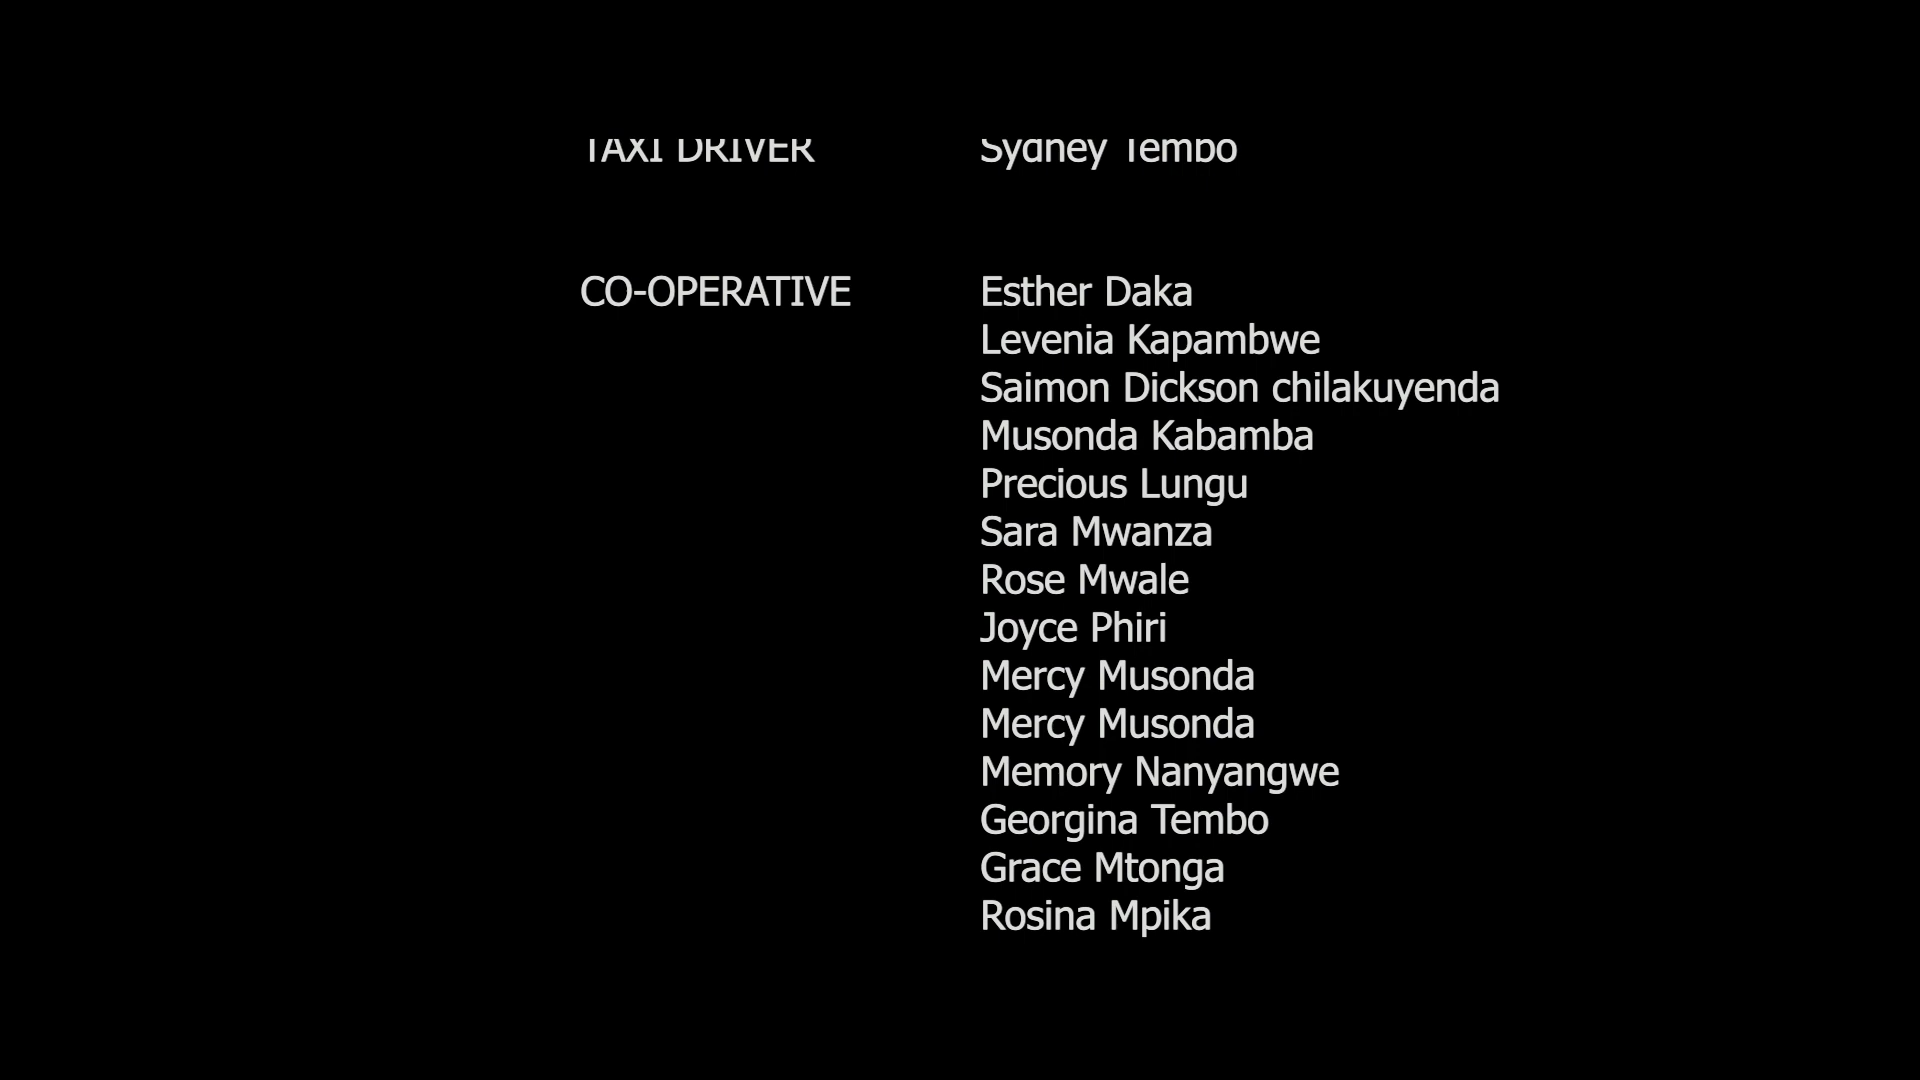 TAXI DRIVER Sydney Tembo
CO-OPERATIVE Esther Daka
Levenia Kapambwe
Saimon Dickson chilakuyenda
Musonda Kabamba
Precious Lungu
Sara Mwanza
Rose Mwale
Joyce Phiri
Mercy Musonda
Mercy Musonda
Memory Nanyangwe
Georgina Tembo
Grace Mtonga
Rosina Mpika